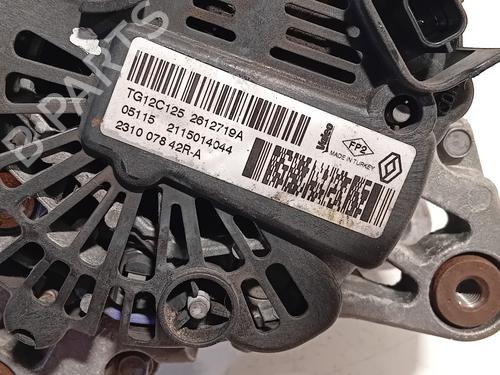 TG12C125 2612719A
05115 2115014044
2310 078 42R-A
Valeo
FP2
MADE IN TURKEY
B-PARTS